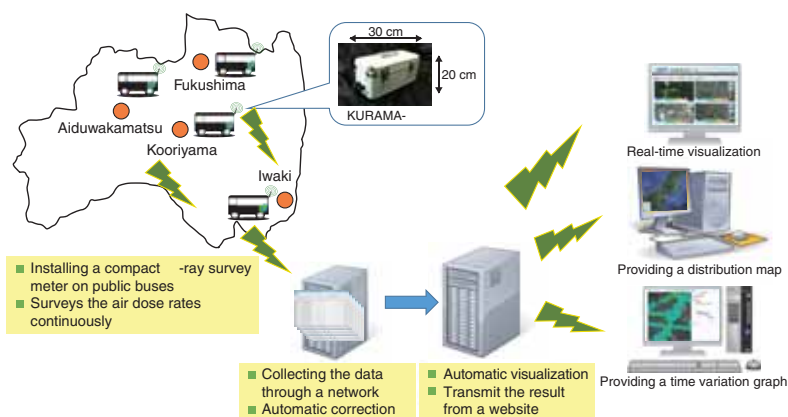 30 cm
20 cm
KURAMA-
Fukushima
Aiduwakamatsu
Kooriyama
Iwaki
Installing a compact -ray survey
meter on public buses
Surveys the air dose rates
continuously
Collecting the data
through a network
Automatic correction
Automatic visualization
Transmit the result
from a website
Real-time visualization
Providing a distribution map
Providing a time variation graph